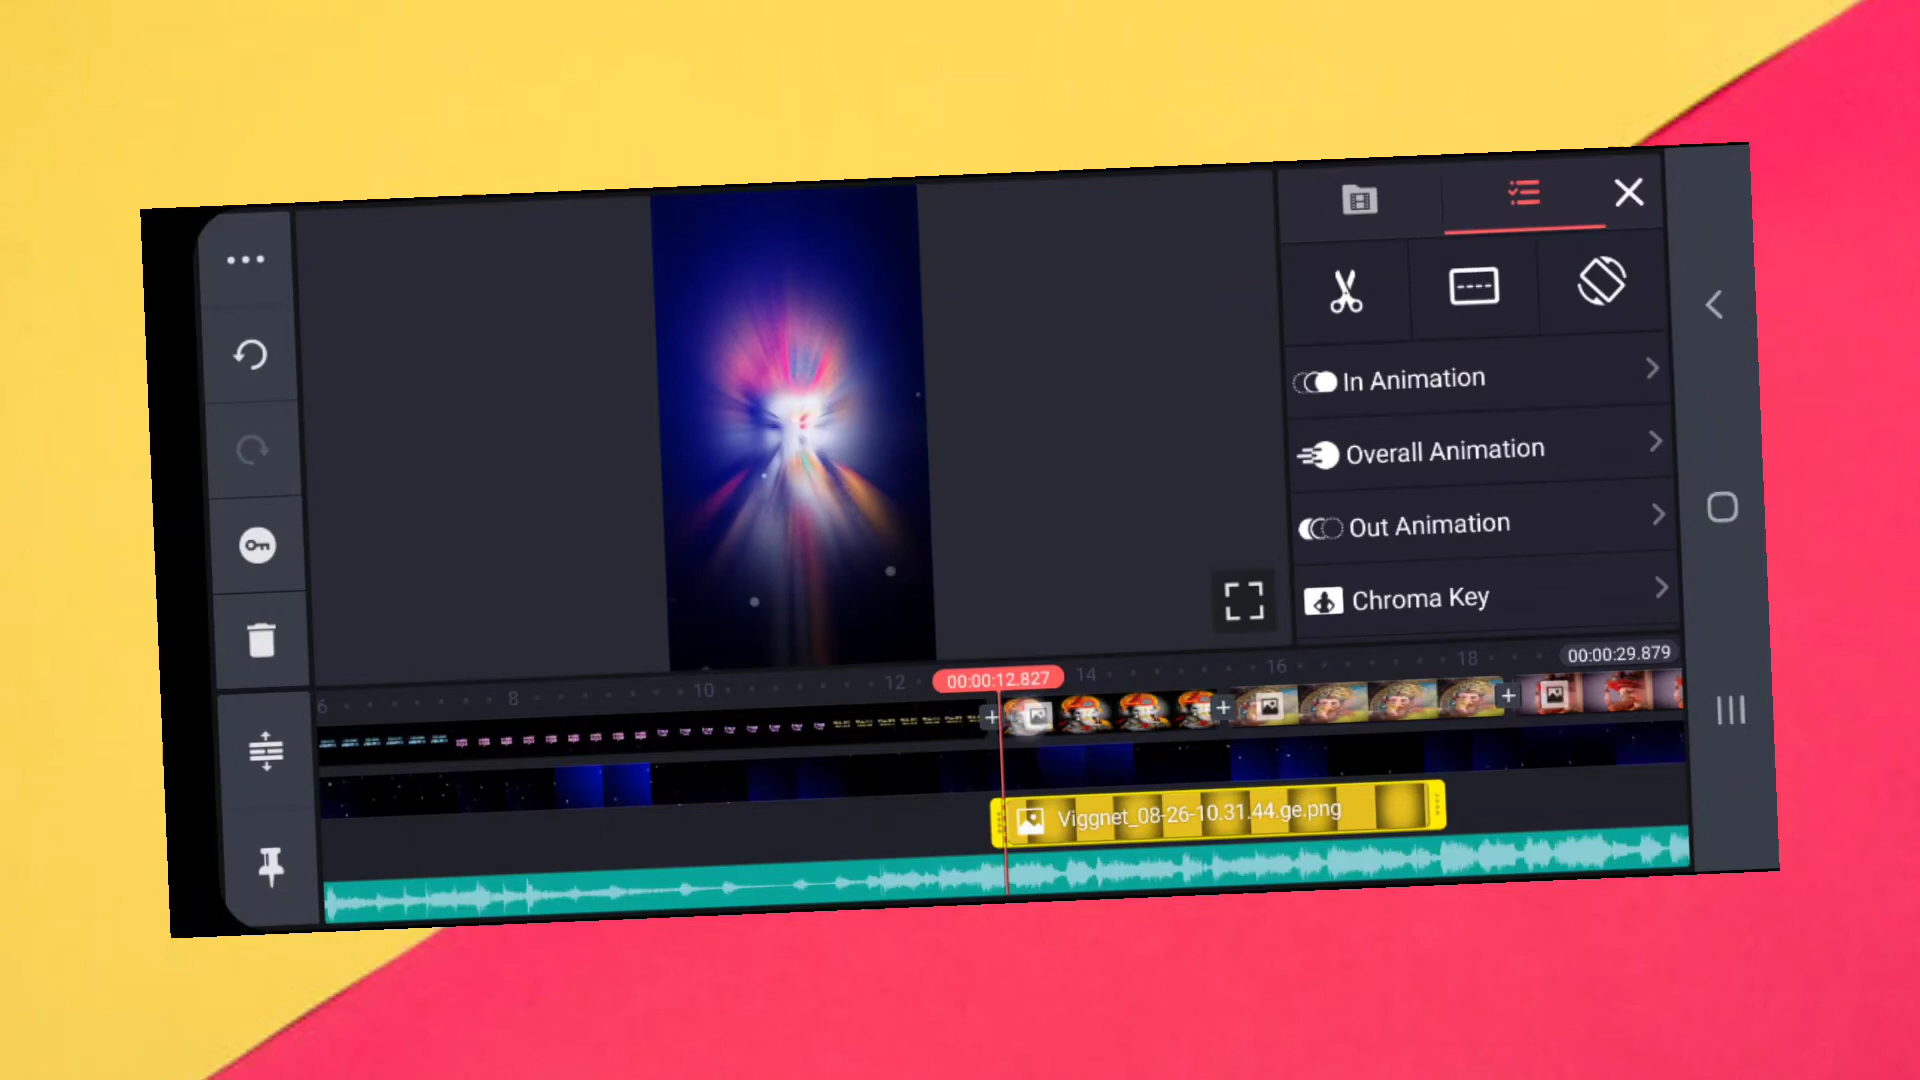 In Animation
Overall Animation
Out Animation
Chroma Key
00:00:29.879
6
8
10
12
00:00:12.827
14
16
18
Viggnet_08-26-10.31.44.ge.png